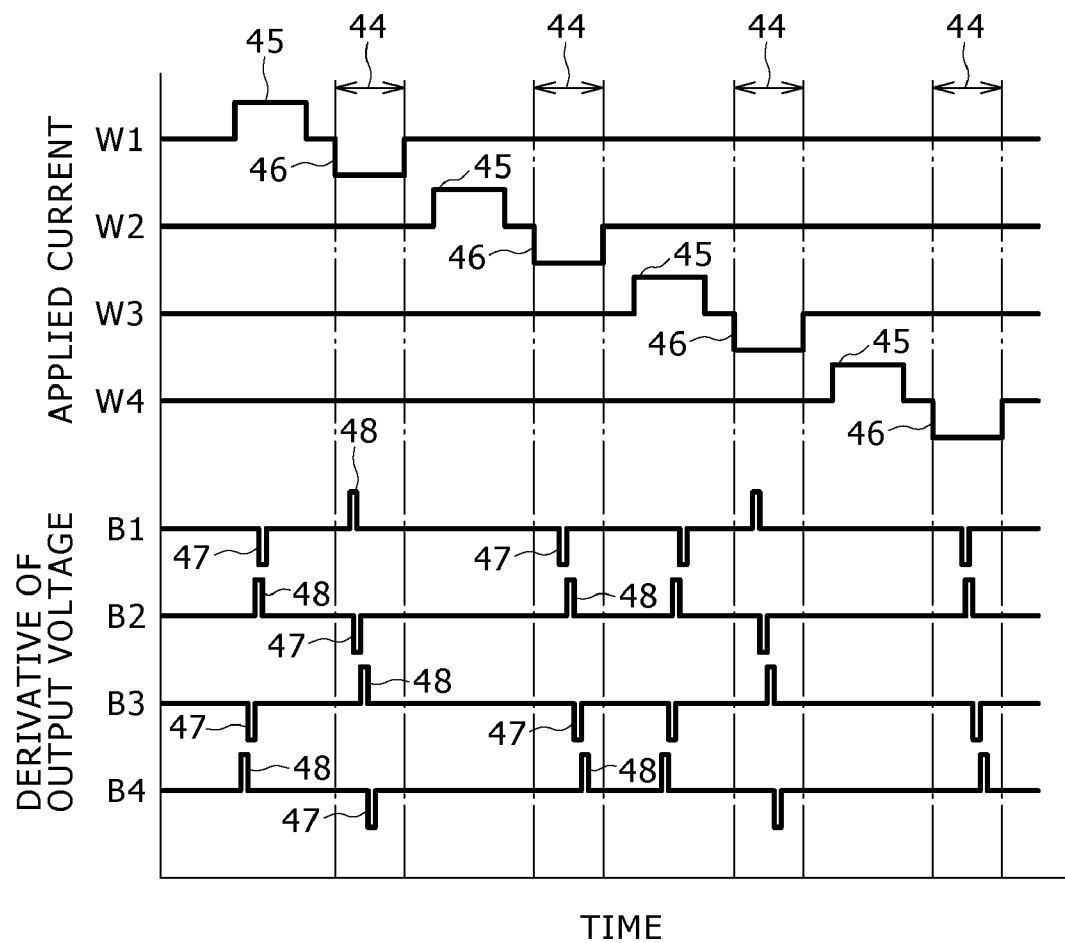 45 44 44 44 44
W1
46
45
W2
46
45
W3
46
45
W4
46
APPLIED CURRENT
48
B1
47 47
48 48
B2
47
48
B3
47 47
48 48
B4
47
DERIVATIVE OF
OUTPUT VOLTAGE
TIME